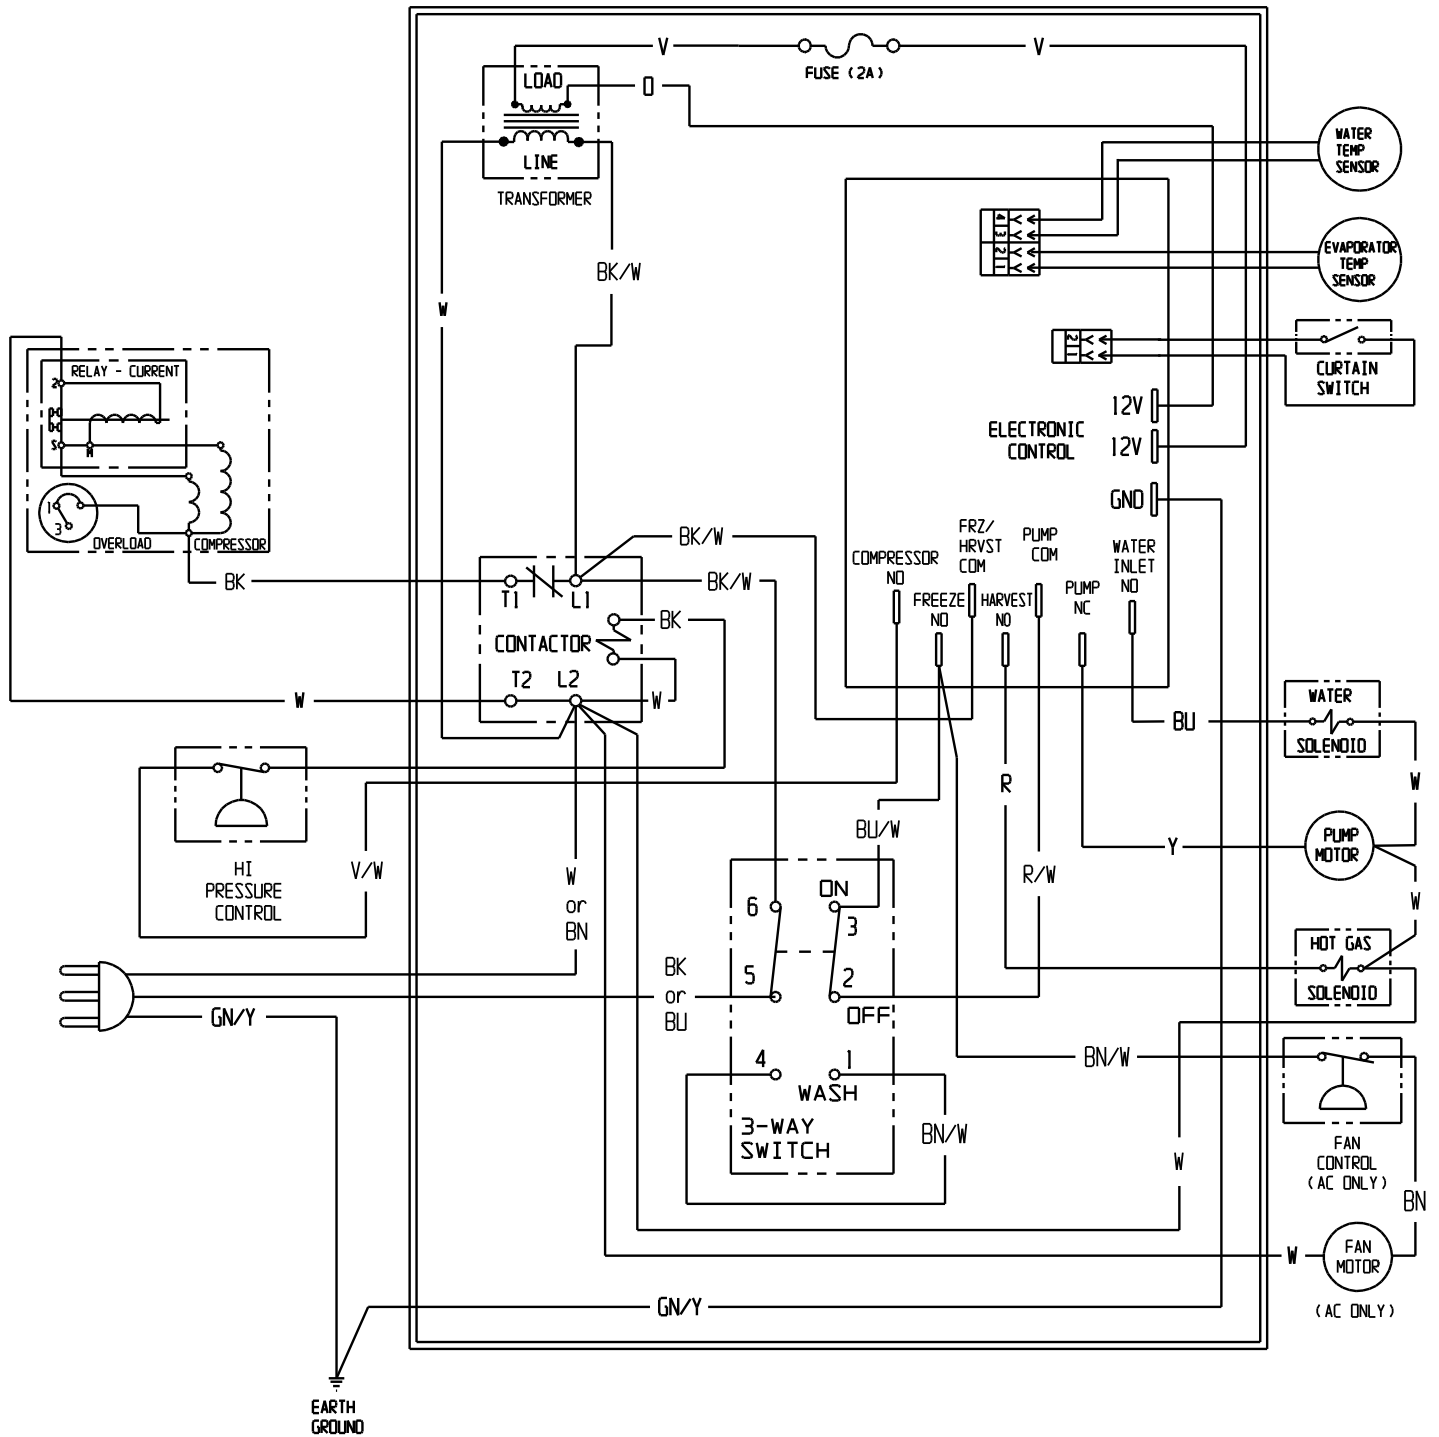 V
FUSE (2A)
V
LOAD
O
LINE
TRANSFORMER
WATER
TEMP
SENSOR
4
3
2
1
EVAPORATOR
TEMP
SENSOR
BK/W
W
2
1
CURTAIN
SWITCH
RELAY - CURRENT
2
S
M
1
3
OVERLOAD
COMPRESSOR
12V
ELECTRONIC
CONTROL
12V
GND
BK/W
COMPRESSOR
NO
FRZ/
HRVST
COM
PUMP
COM
WATER
INLET
NO
FREEZE
NO
HARVEST
NO
PUMP
NC
BK
BK/W
T1
L1
BK
CONTACTOR
T2
L2
W
W
BU
WATER
SOLENOID
W
R
HI
PRESSURE
CONTROL
V/W
W
or
BN
BU/W
R/W
Y
PUMP
MOTOR
W
6
ON
3
5
2
OFF
4
1
WASH
3-WAY
SWITCH
BK
or
BU
GN/Y
HOT GAS
SOLENOID
BN/W
BN/W
W
FAN
CONTROL
(AC ONLY)
BN
W
FAN
MOTOR
(AC ONLY)
GN/Y
EARTH
GROUND